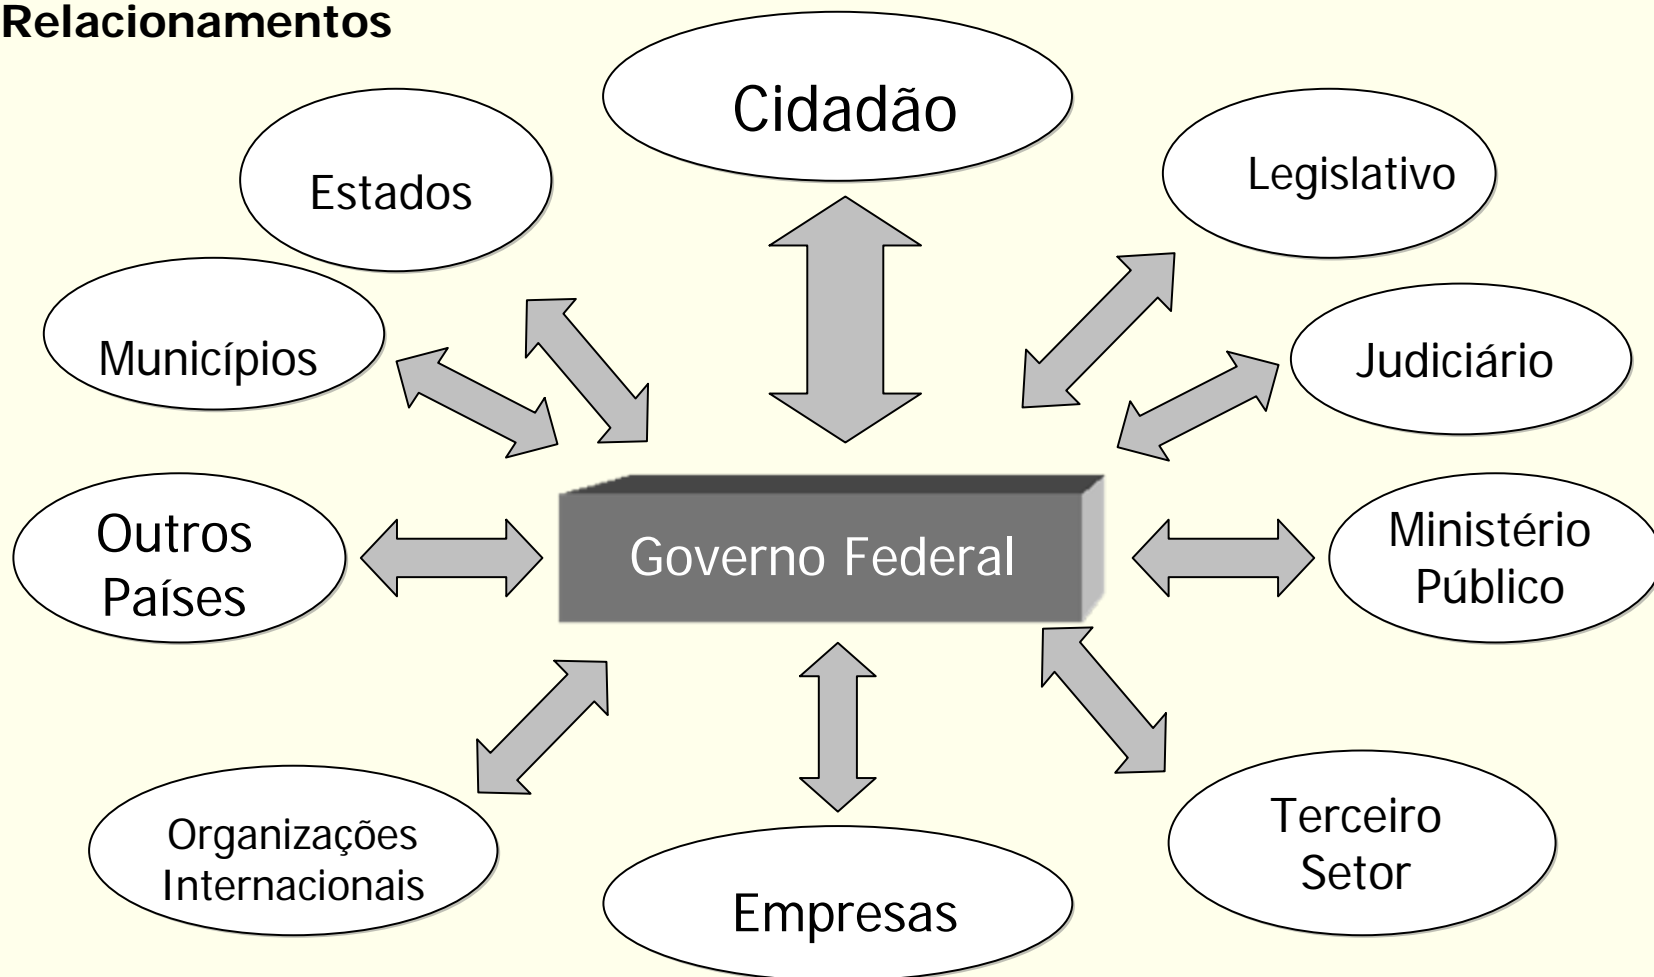 Relacionamentos
Cidadão
Estados
Legislativo
Municípios
Judiciário
Outros
Países
Governo Federal
Ministério
Público
Organizações
Internacionais
Empresas
Terceiro
Setor